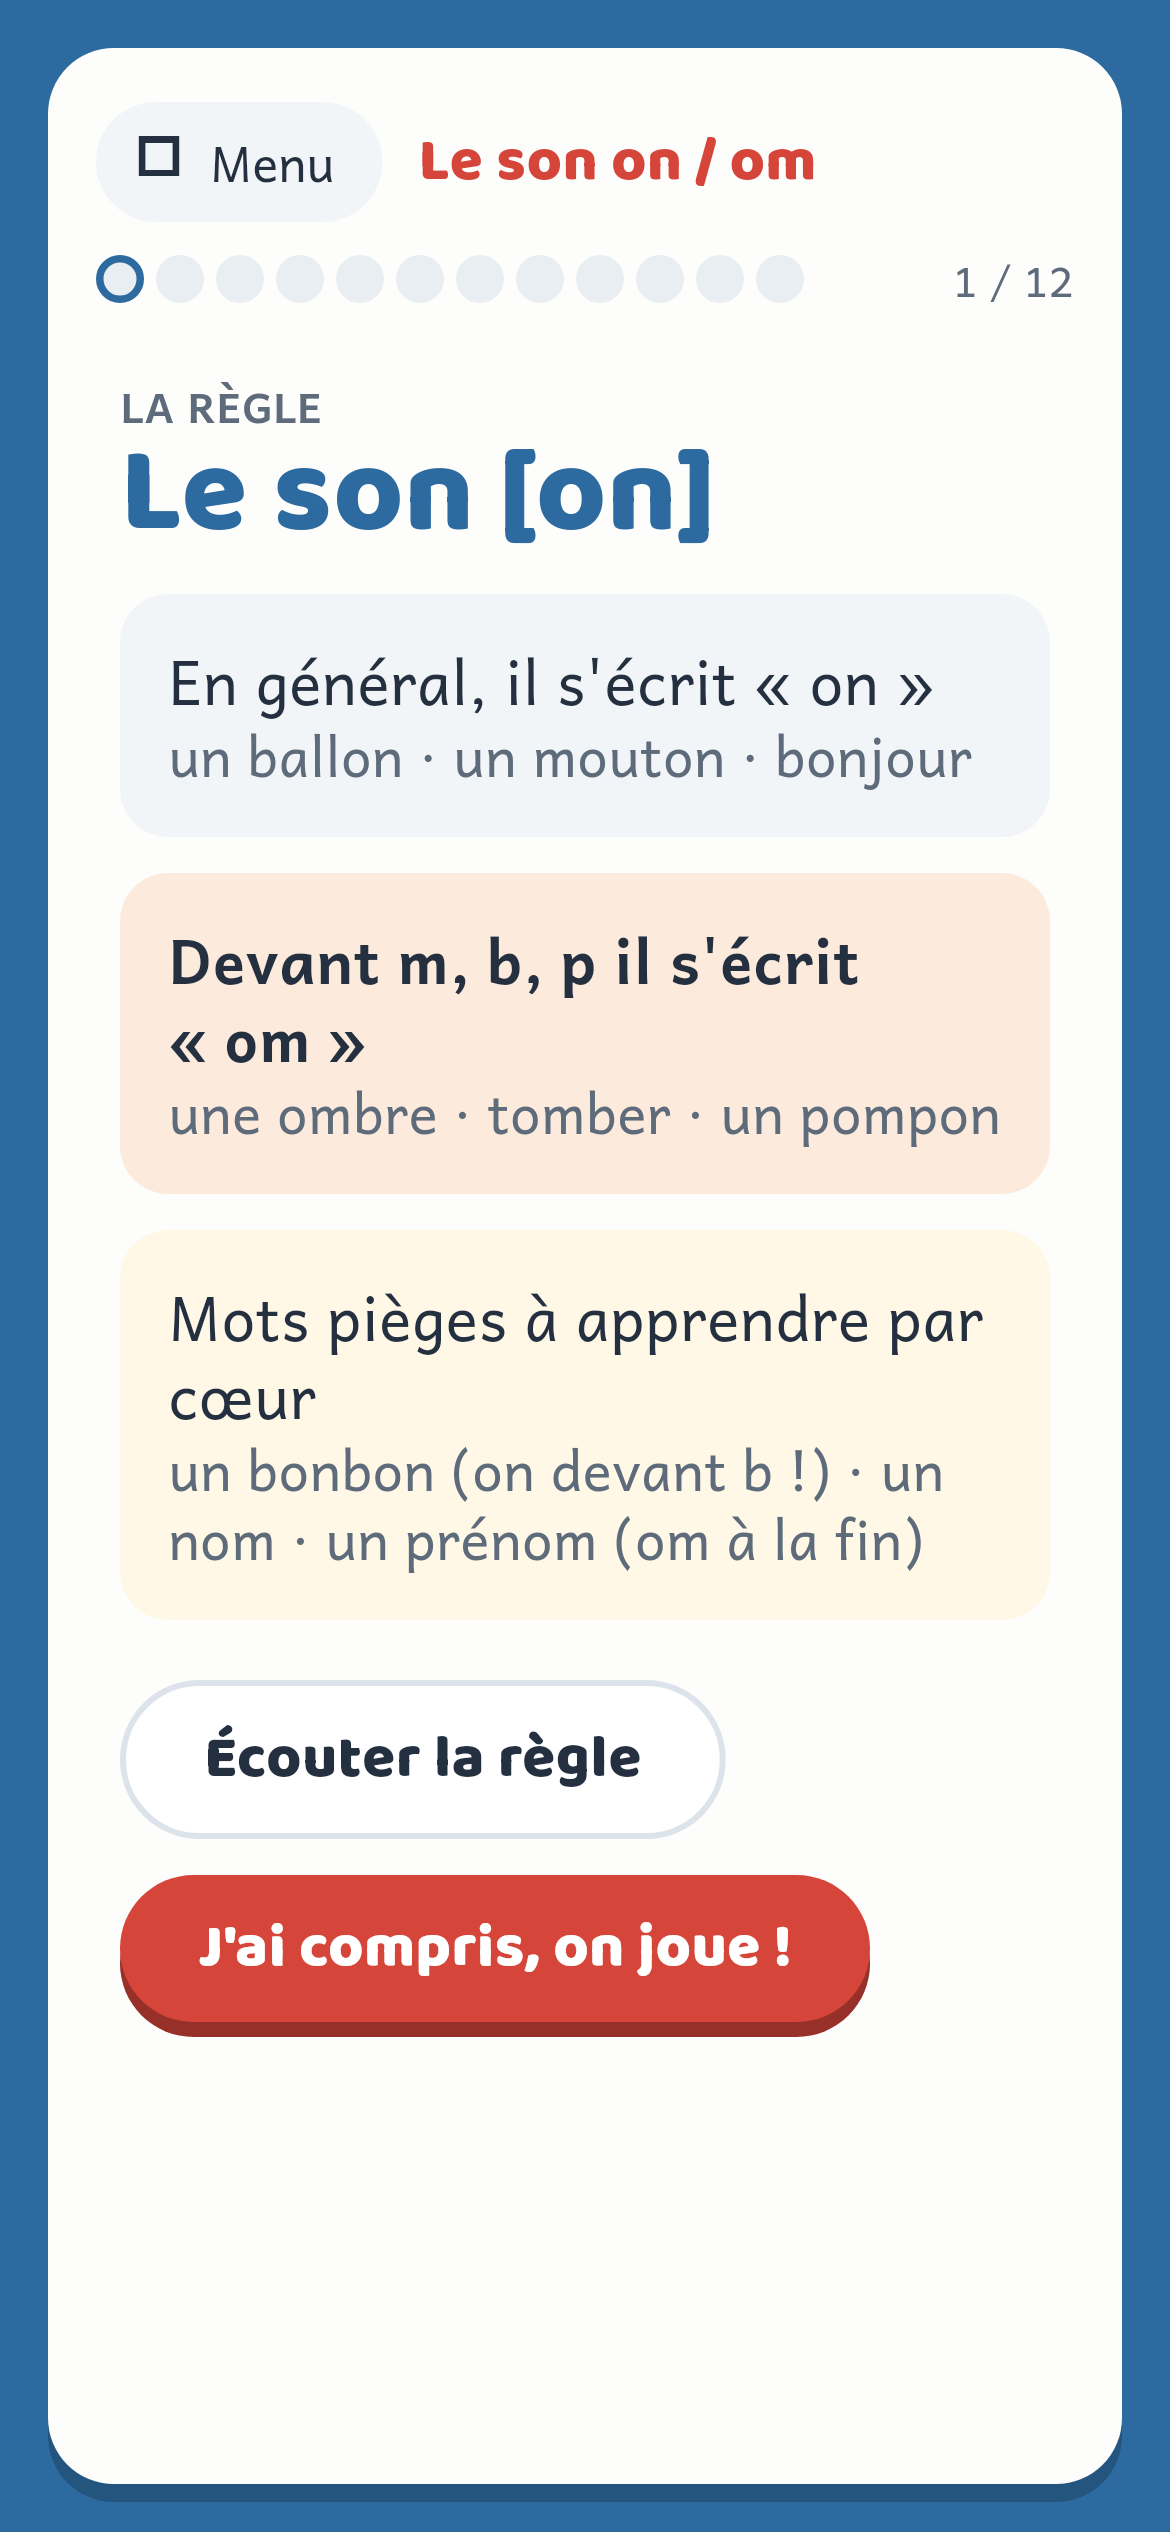 Menu
Le son on / om
1 / 12
LA RÈGLE
Le son [on]
En général, il s'écrit « on »
un ballon · un mouton · bonjour
Devant m, b, p il s'écrit
« om »
une ombre · tomber · un pompon
Mots pièges à apprendre par
cœur
un bonbon (on devant b !) · un
nom · un prénom (om à la fin)
Écouter la règle
J'ai compris, on joue !